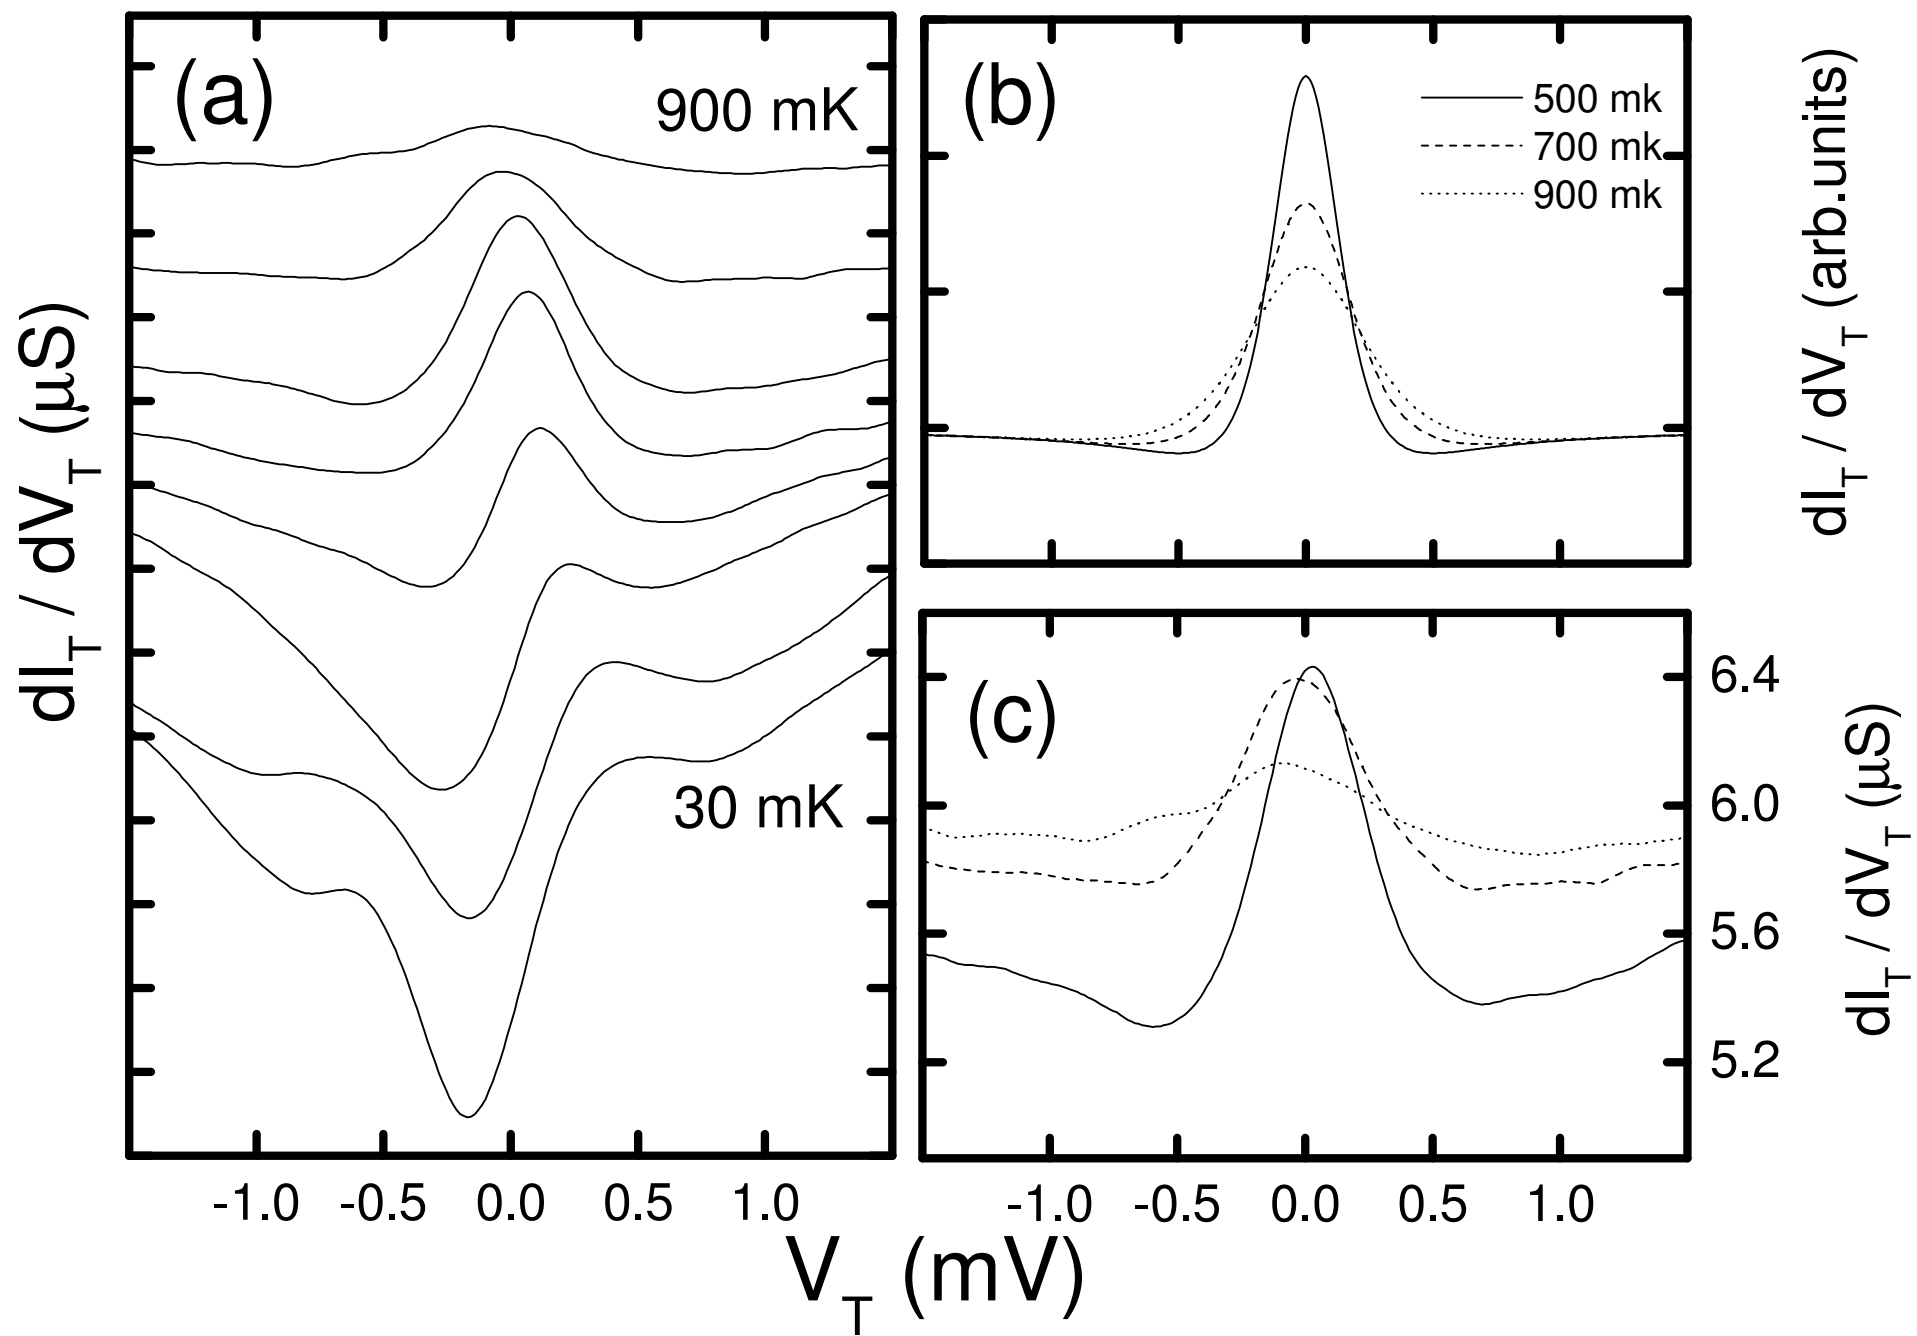 (a)
900 mK
30 mK
dI_T / dV_T (μS)
-1.0 -0.5 0.0 0.5 1.0
(b)
500 mk
700 mk
900 mk
dI_T / dV_T (arb.units)
(c)
6.4
6.0
5.6
5.2
dI_T / dV_T (μS)
-1.0 -0.5 0.0 0.5 1.0
V_T (mV)